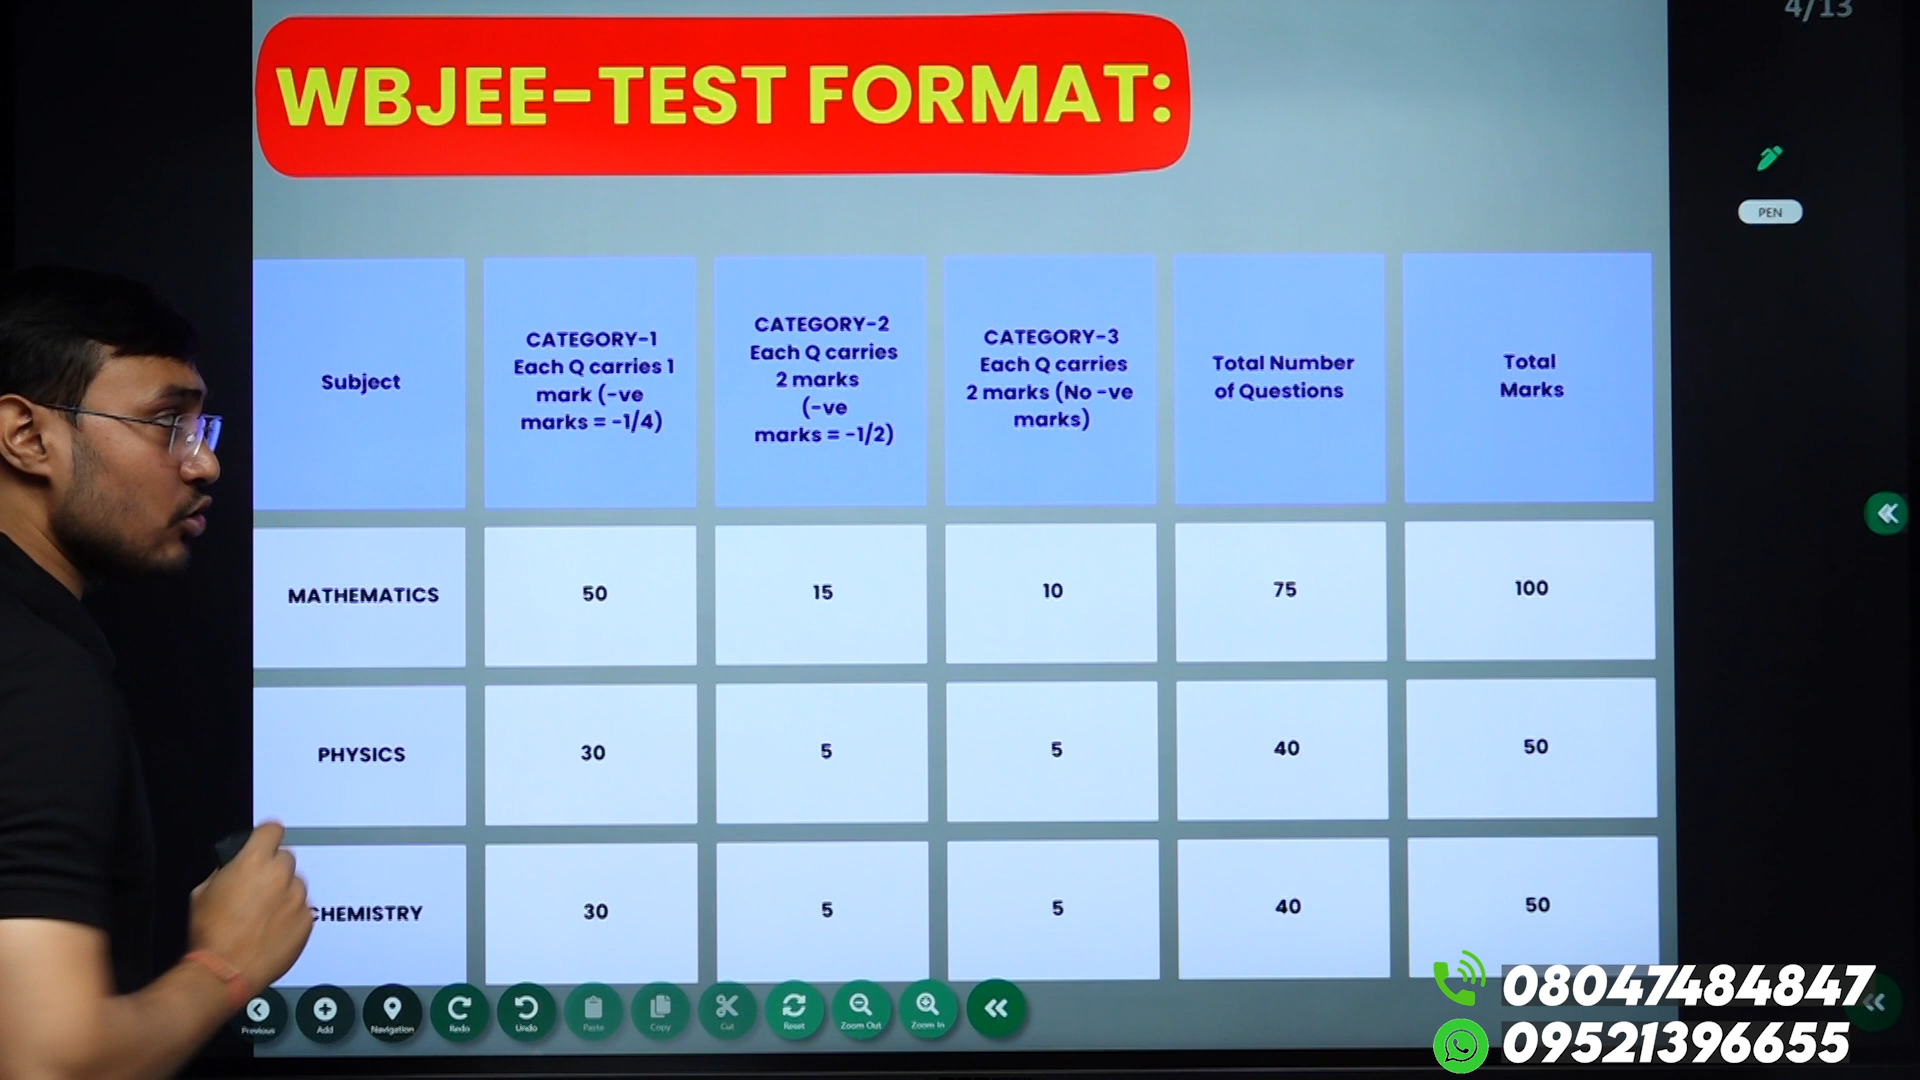 4/13
WBJEE-TEST FORMAT:
PEN
Subject
CATEGORY-1
Each Q carries 1
mark (-ve
marks = -1/4)
CATEGORY-2
Each Q carries
2 marks
(-ve
marks = -1/2)
CATEGORY-3
Each Q carries
2 marks (No -ve
marks)
Total Number
of Questions
Total
Marks
MATHEMATICS
50
15
10
75
100
PHYSICS
30
5
5
40
50
CHEMISTRY
30
5
5
40
50
Previous
Add
Navigation
Redo
Undo
Paste
Copy
Cut
Reset
Zoom Out
Zoom In
08047484847
09521396655